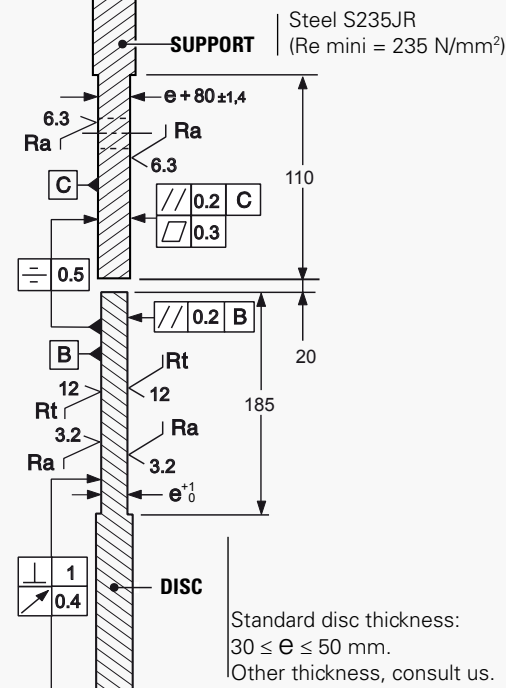 Steel S235JR
SUPPORT
(Re mini = 235 N/mm²)
e + 80 ±1,4
6.3
Ra
Ra
6.3
C
110
// 0.2 C
0.3
0.5
// 0.2 B
B
20
Rt
12
12
Rt
185
3.2
Ra
Ra
3.2
e +1 0
⊥ 1
0.4
DISC
Standard disc thickness:
30 ≤ e ≤ 50 mm.
Other thickness, consult us.